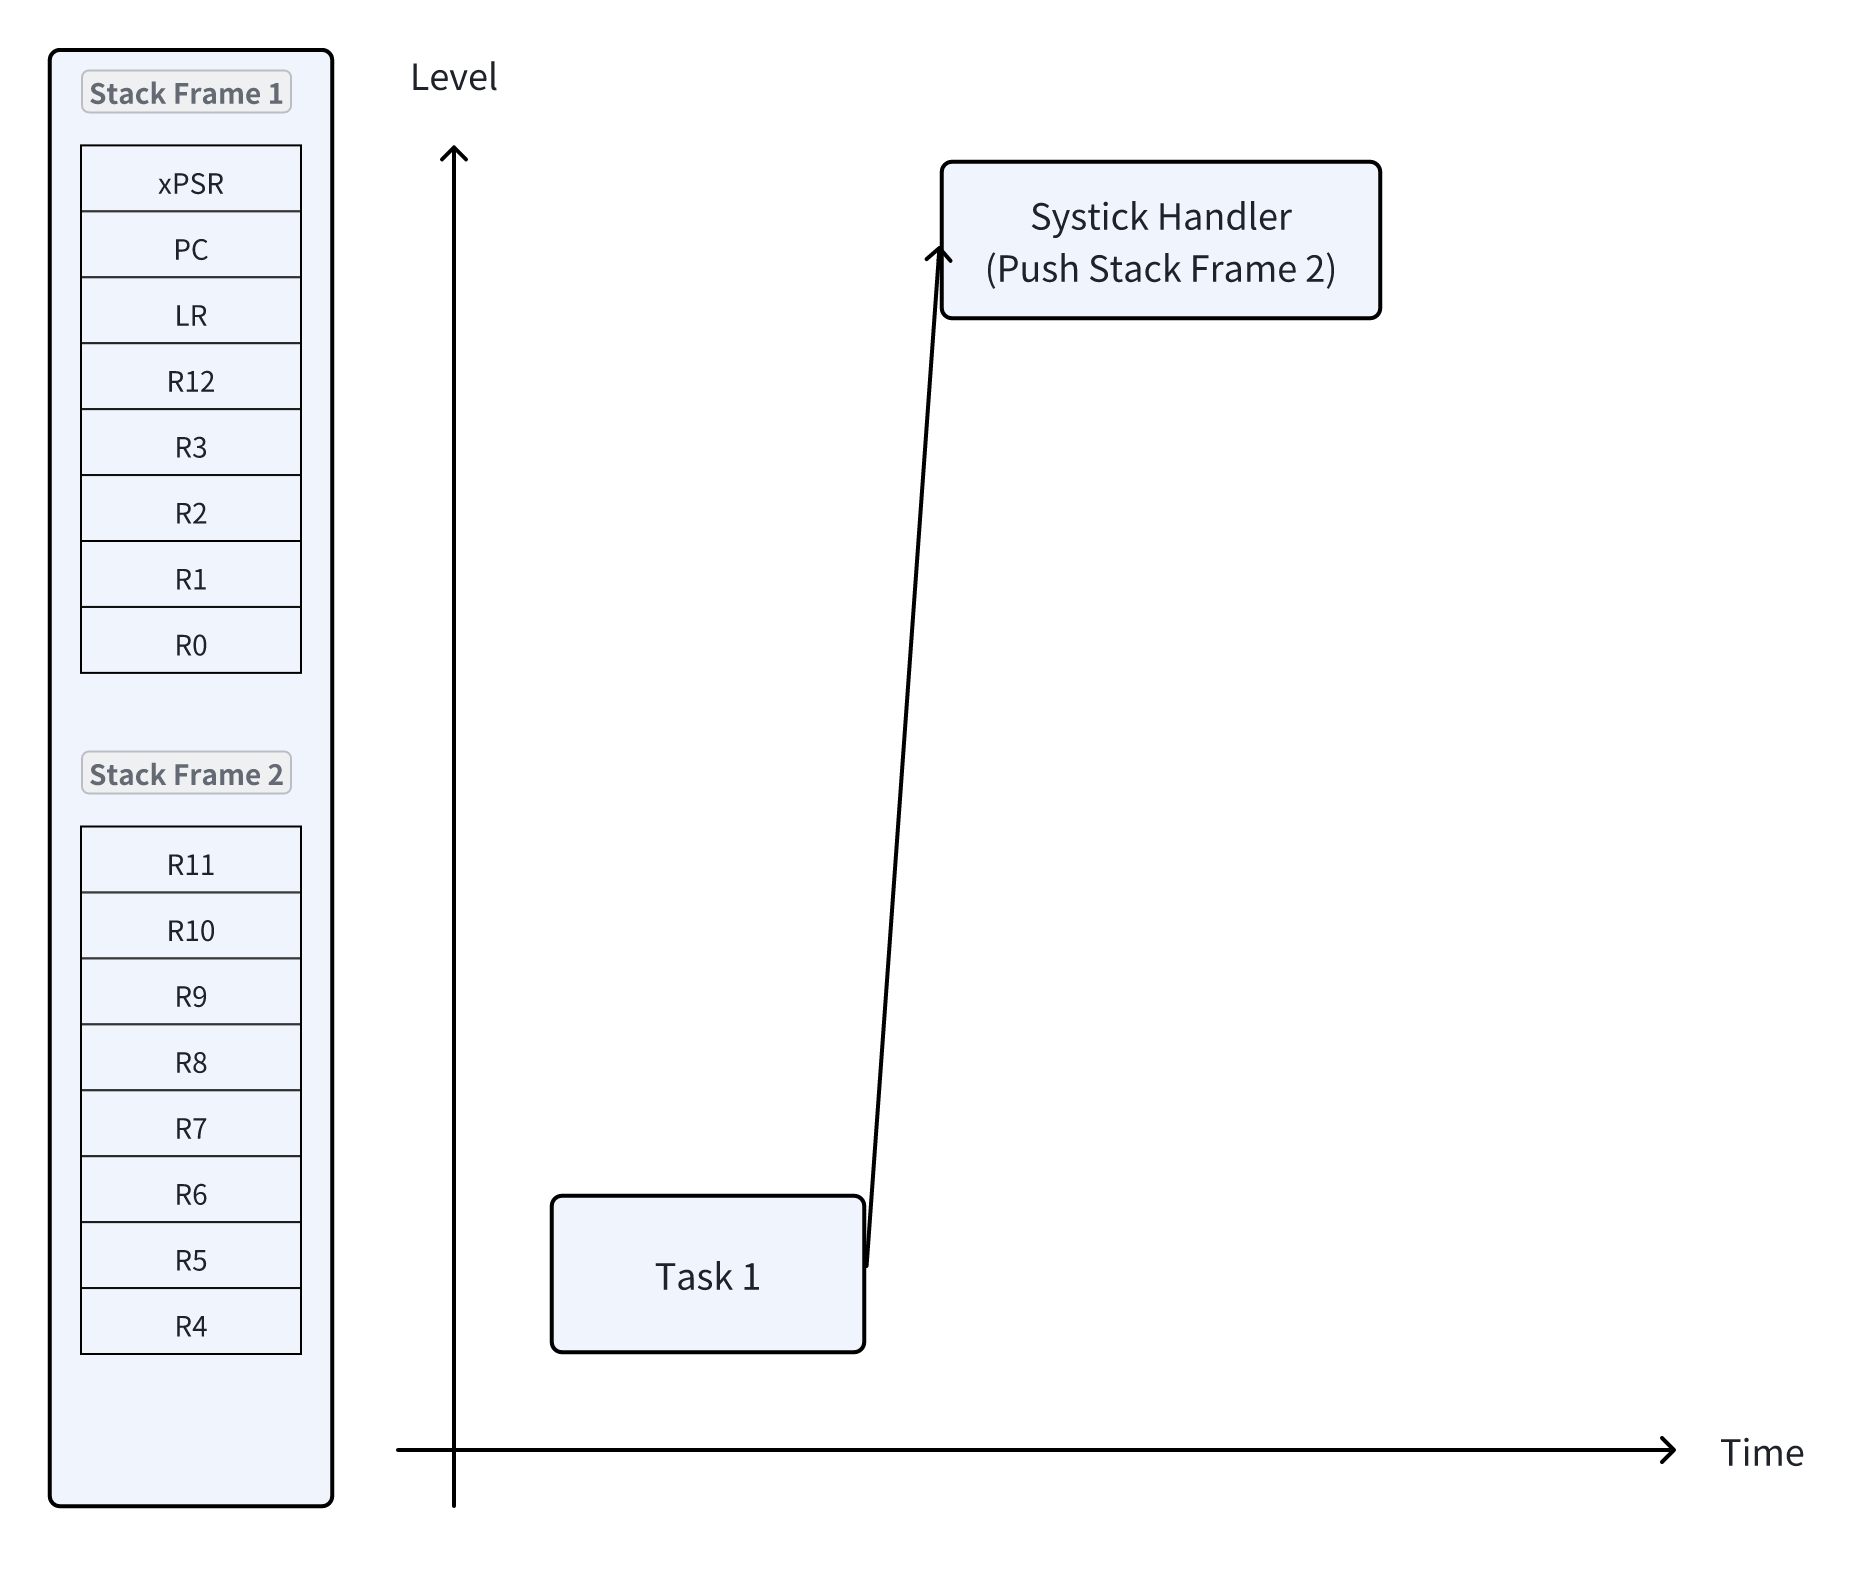 Stack Frame 1
xPSR
PC
LR
R12
R3
R2
R1
R0
Stack Frame 2
R11
R10
R9
R8
R7
R6
R5
R4
Level
Systick Handler
(Push Stack Frame 2)
Task 1
Time